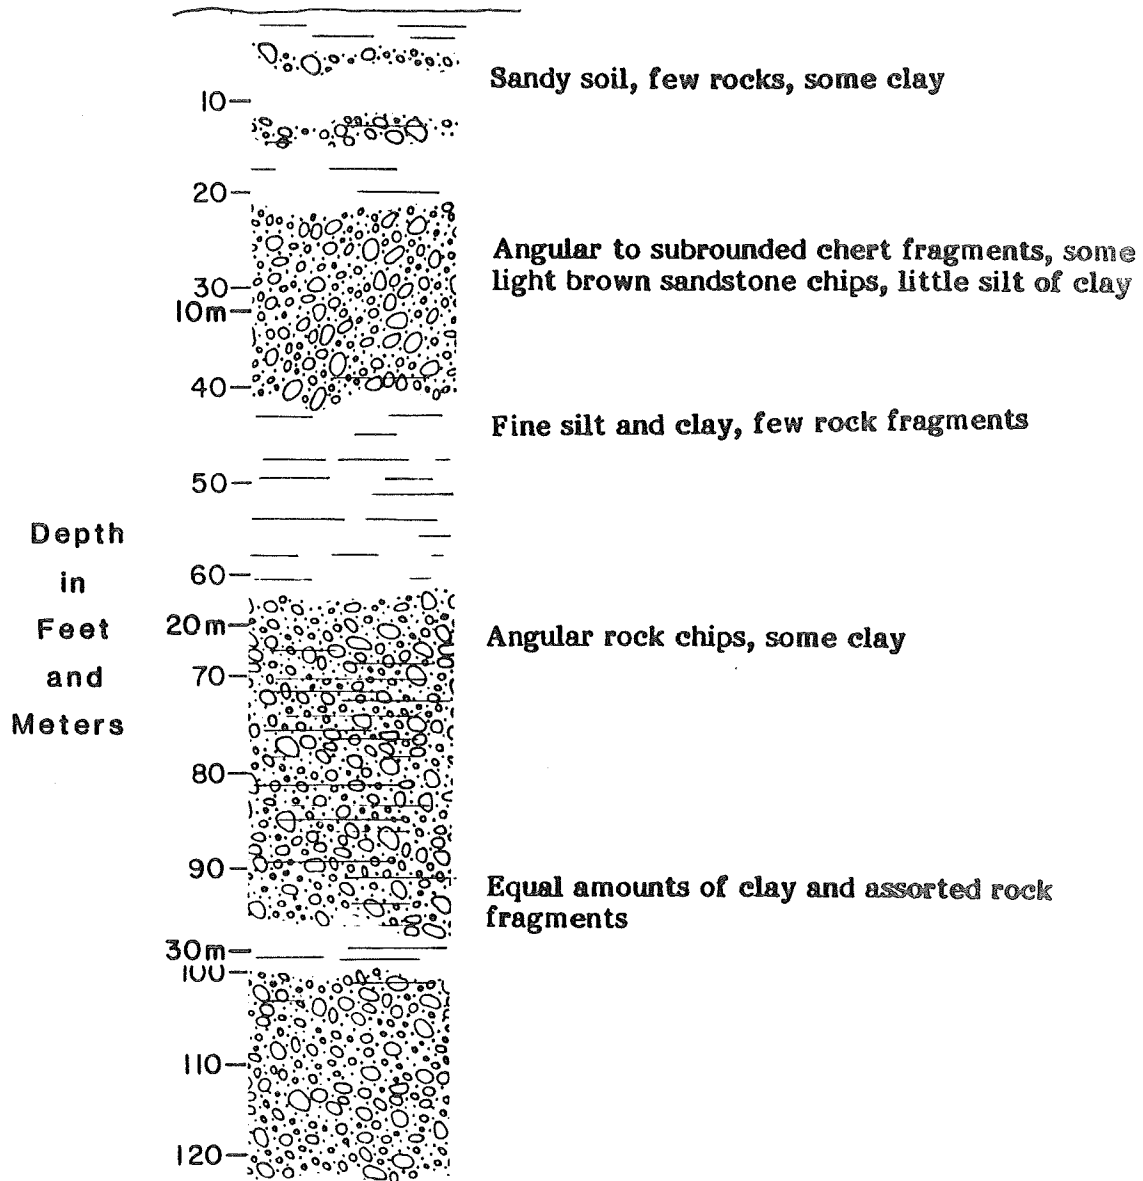 Sandy soil, few rocks, some clay
10
20
Angular to subrounded chert fragments, some
light brown sandstone chips, little silt of clay
30
10m
40
Fine silt and clay, few rock fragments
50
Depth
in
Feet
and
Meters
60
20m
Angular rock chips, some clay
70
80
90
Equal amounts of clay and assorted rock
fragments
30m
100
110
120